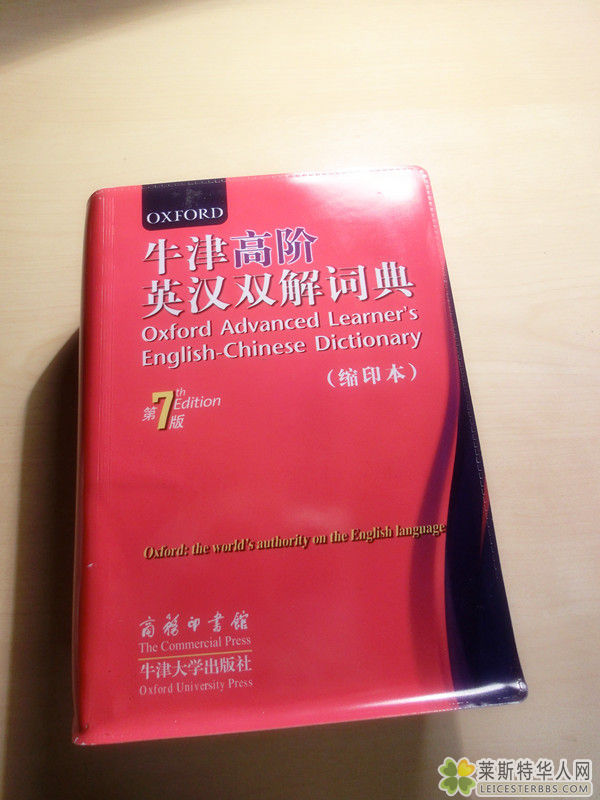 OXFORD
牛津高阶
英汉双解词典
Oxford Advanced Learner's
English-Chinese Dictionary
(缩印本)
第7th Edition版
Oxford: the world's authority on the English language
商務印書館
The Commercial Press
牛津大学出版社
Oxford University Press
莱斯特华人网
LEICESTERBBS.COM